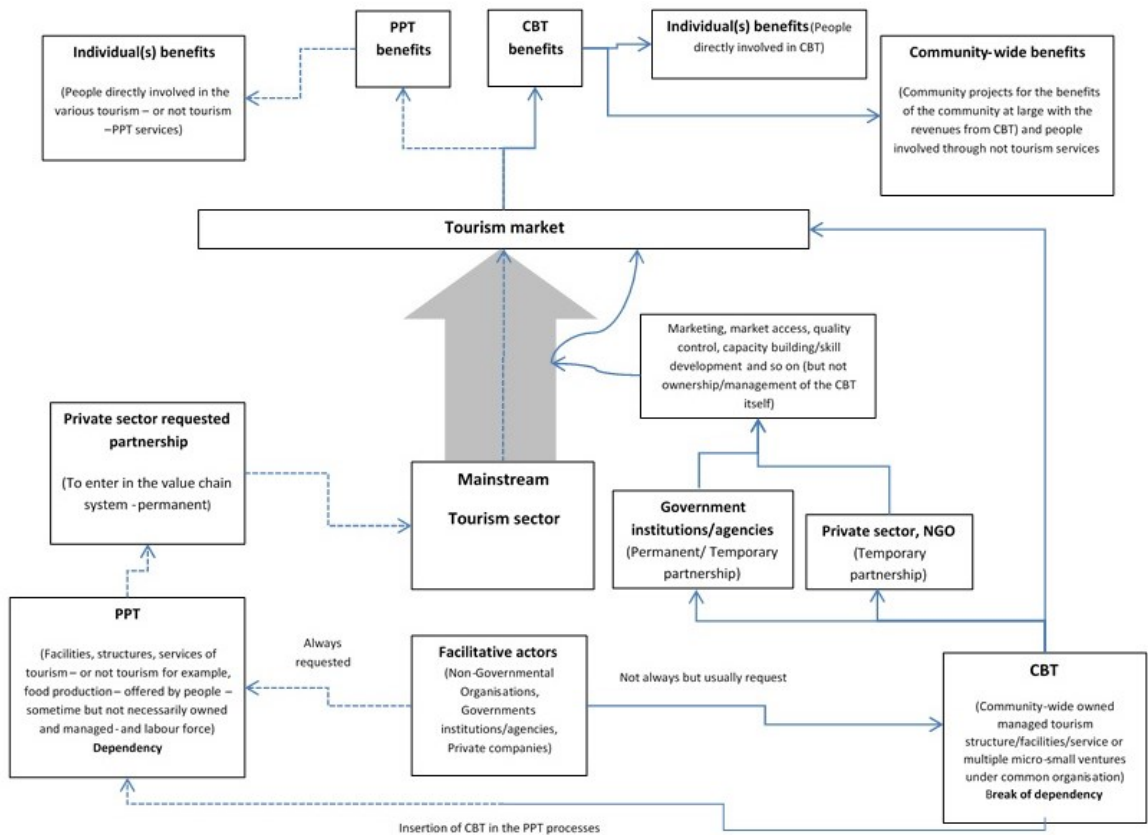 PPT
benefits
CBT
benefits
Individual(s) benefits (People
directly involved in CBT)
Individual(s) benefits
(People directly involved in the
various tourism – or not tourism
–PPT services)
Community-wide benefits
(Community projects for the benefits
of the community at large with the
revenues from CBT) and people
involved through not tourism services
Tourism market
Marketing, market access, quality
control, capacity building/skill
development and so on (but not
ownership/management of the CBT
itself)
Private sector requested
partnership
(To enter in the value chain
system - permanent)
Mainstream
Tourism sector
Government
institutions/agencies
(Permanent/ Temporary
partnership)
Private sector, NGO
(Temporary
partnership)
PPT
(Facilities, structures, services of
tourism – or not tourism for example,
food production – offered by people –
sometime but not necessarily owned
and managed - and labour force)
Dependency
Always
requested
Facilitative actors
(Non-Governmental
Organisations,
Governments
institutions/agencies,
Private companies)
Not always but usually request
CBT
(Community-wide owned
managed tourism
structure/facilities/service or
multiple micro-small ventures
under common organisation)
Break of dependency
Insertion of CBT in the PPT processes